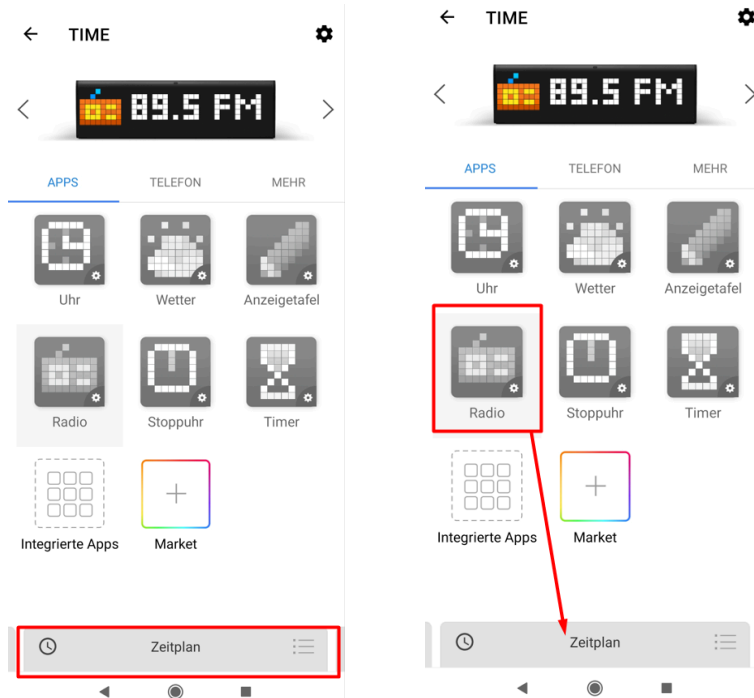 TIME
89.5 FM
APPS TELEFON MEHR
Uhr Wetter Anzeigetafel
Radio Stoppuhr Timer
Integrierte Apps Market
Zeitplan
TIME
89.5 FM
APPS TELEFON MEHR
Uhr Wetter Anzeigetafel
Radio Stoppuhr Timer
Integrierte Apps Market
Zeitplan